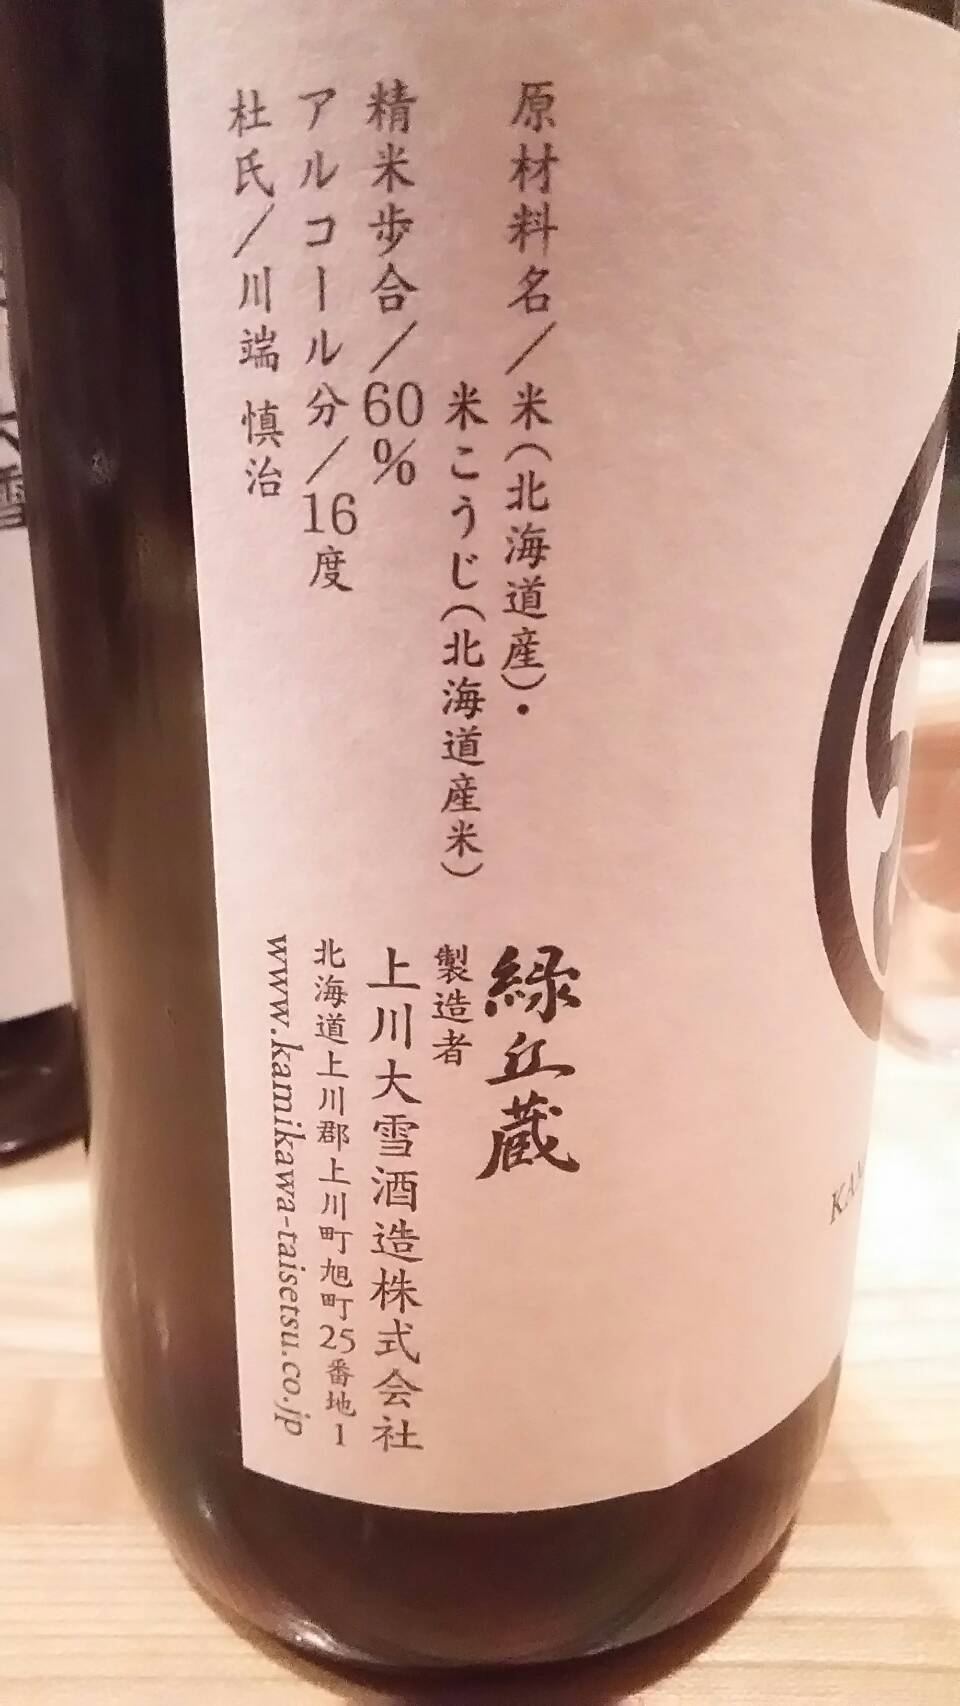 原材料名／米（北海道産）・
米こうじ（北海道産米）
精米歩合／60％
アルコール分／16度
杜氏／川端 慎治
緑丘蔵
製造者
上川大雪酒造株式会社
北海道上川郡上川町旭町25番地1
www.kamikawa-taisetsu.co.jp